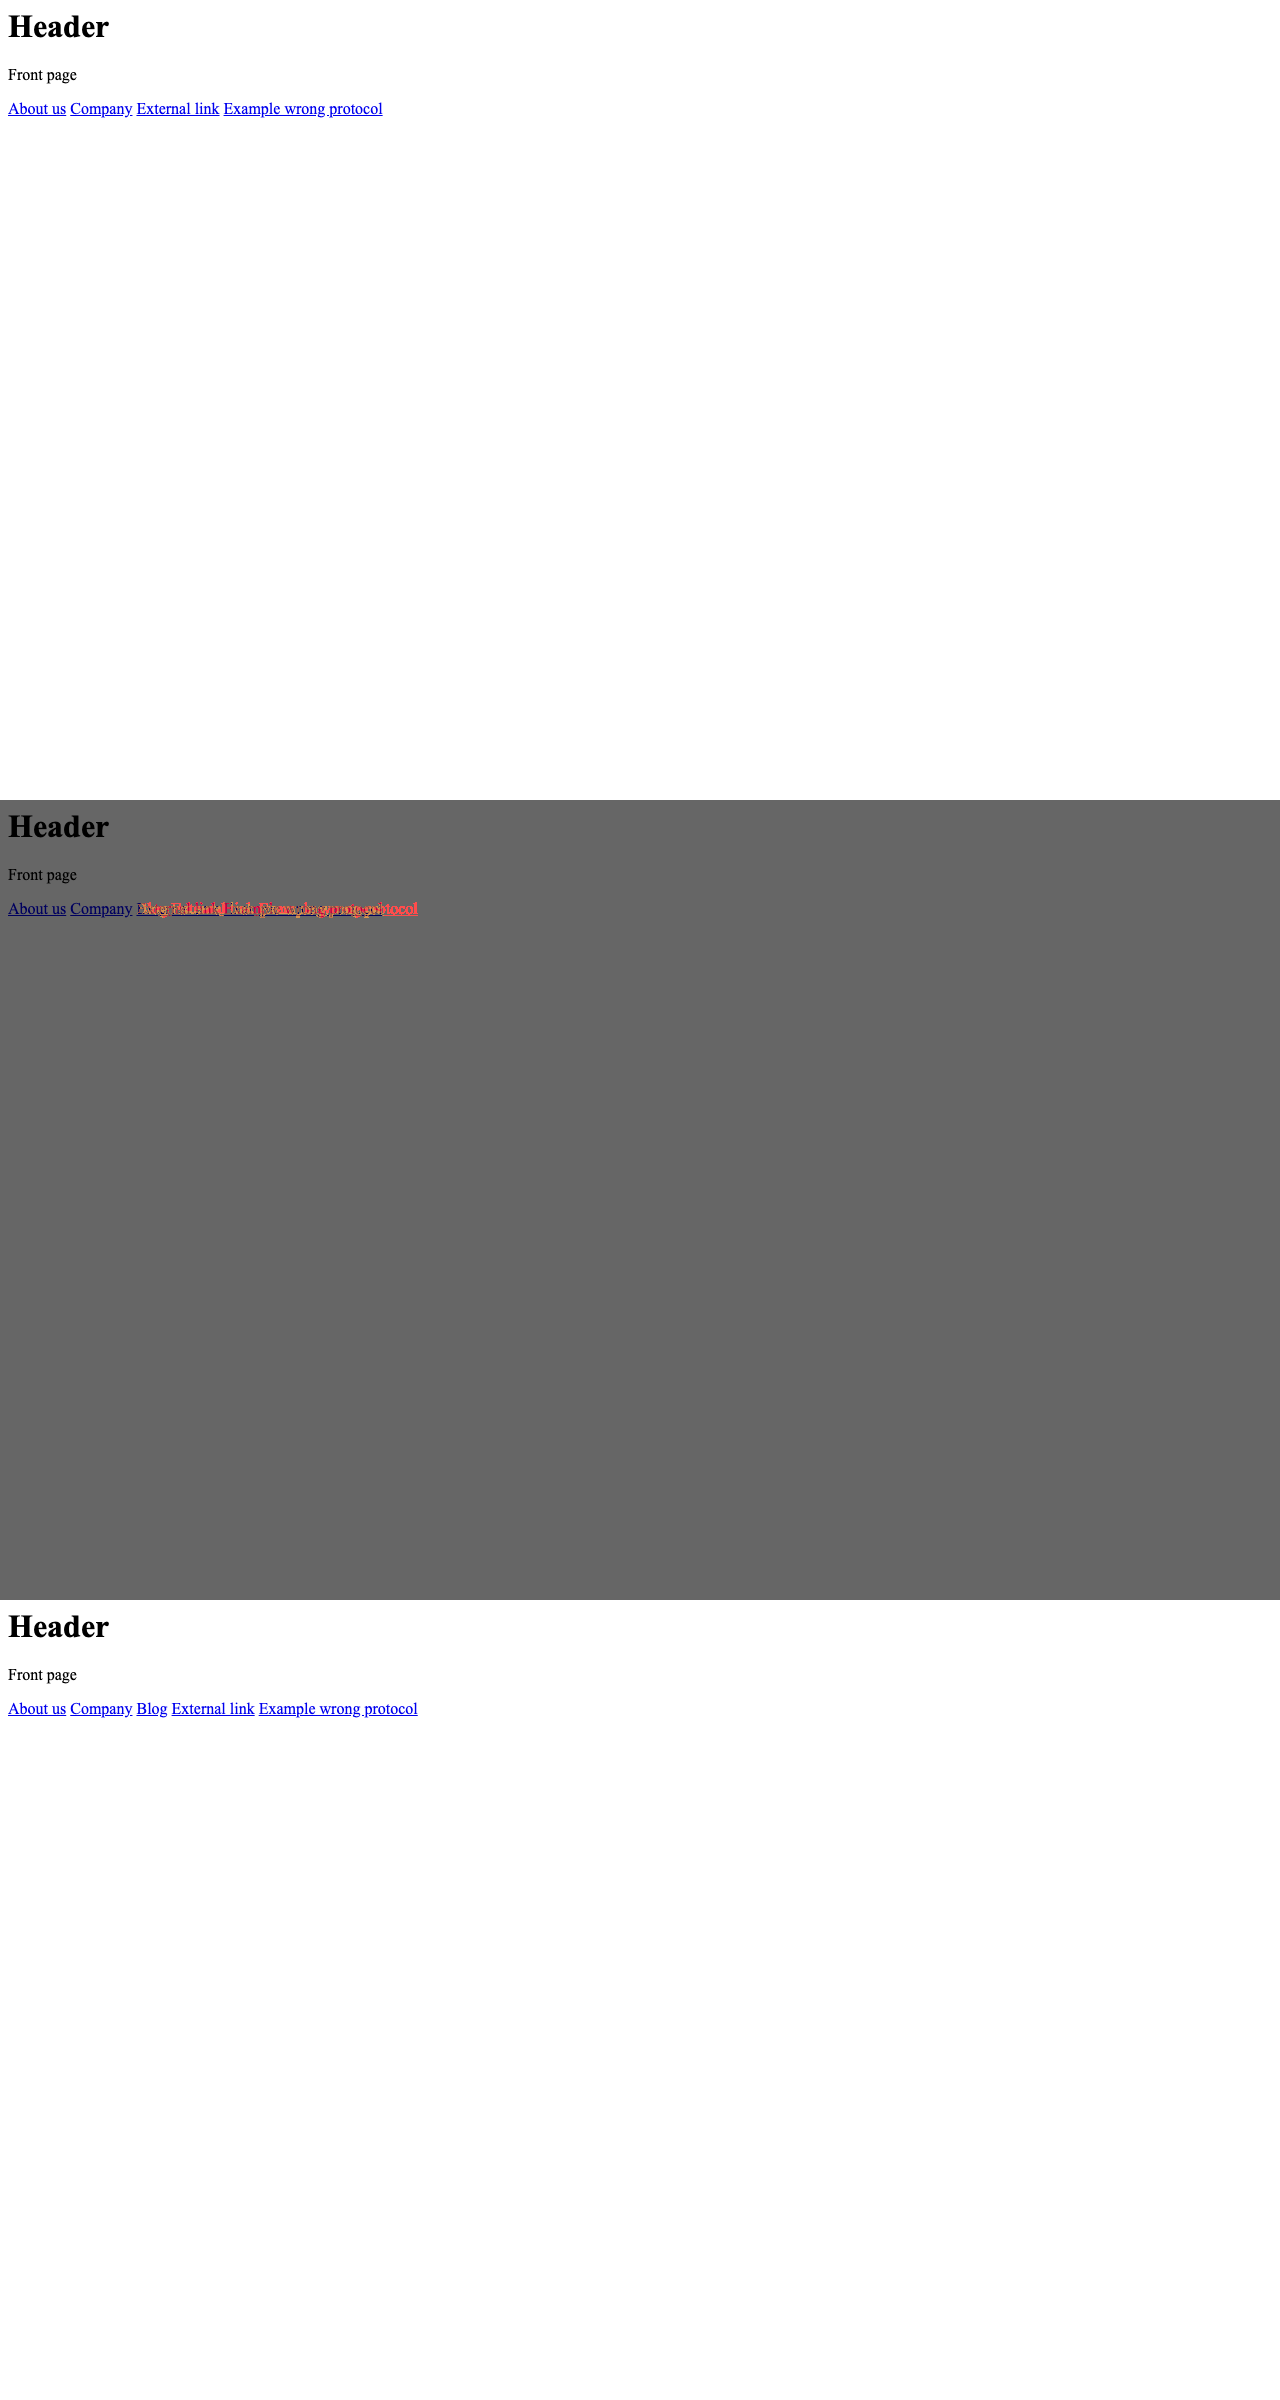 Header
Front page
About us Company External link Example wrong protocol
Header
Front page
About us Company
Header
Front page
About us Company Blog External link Example wrong protocol